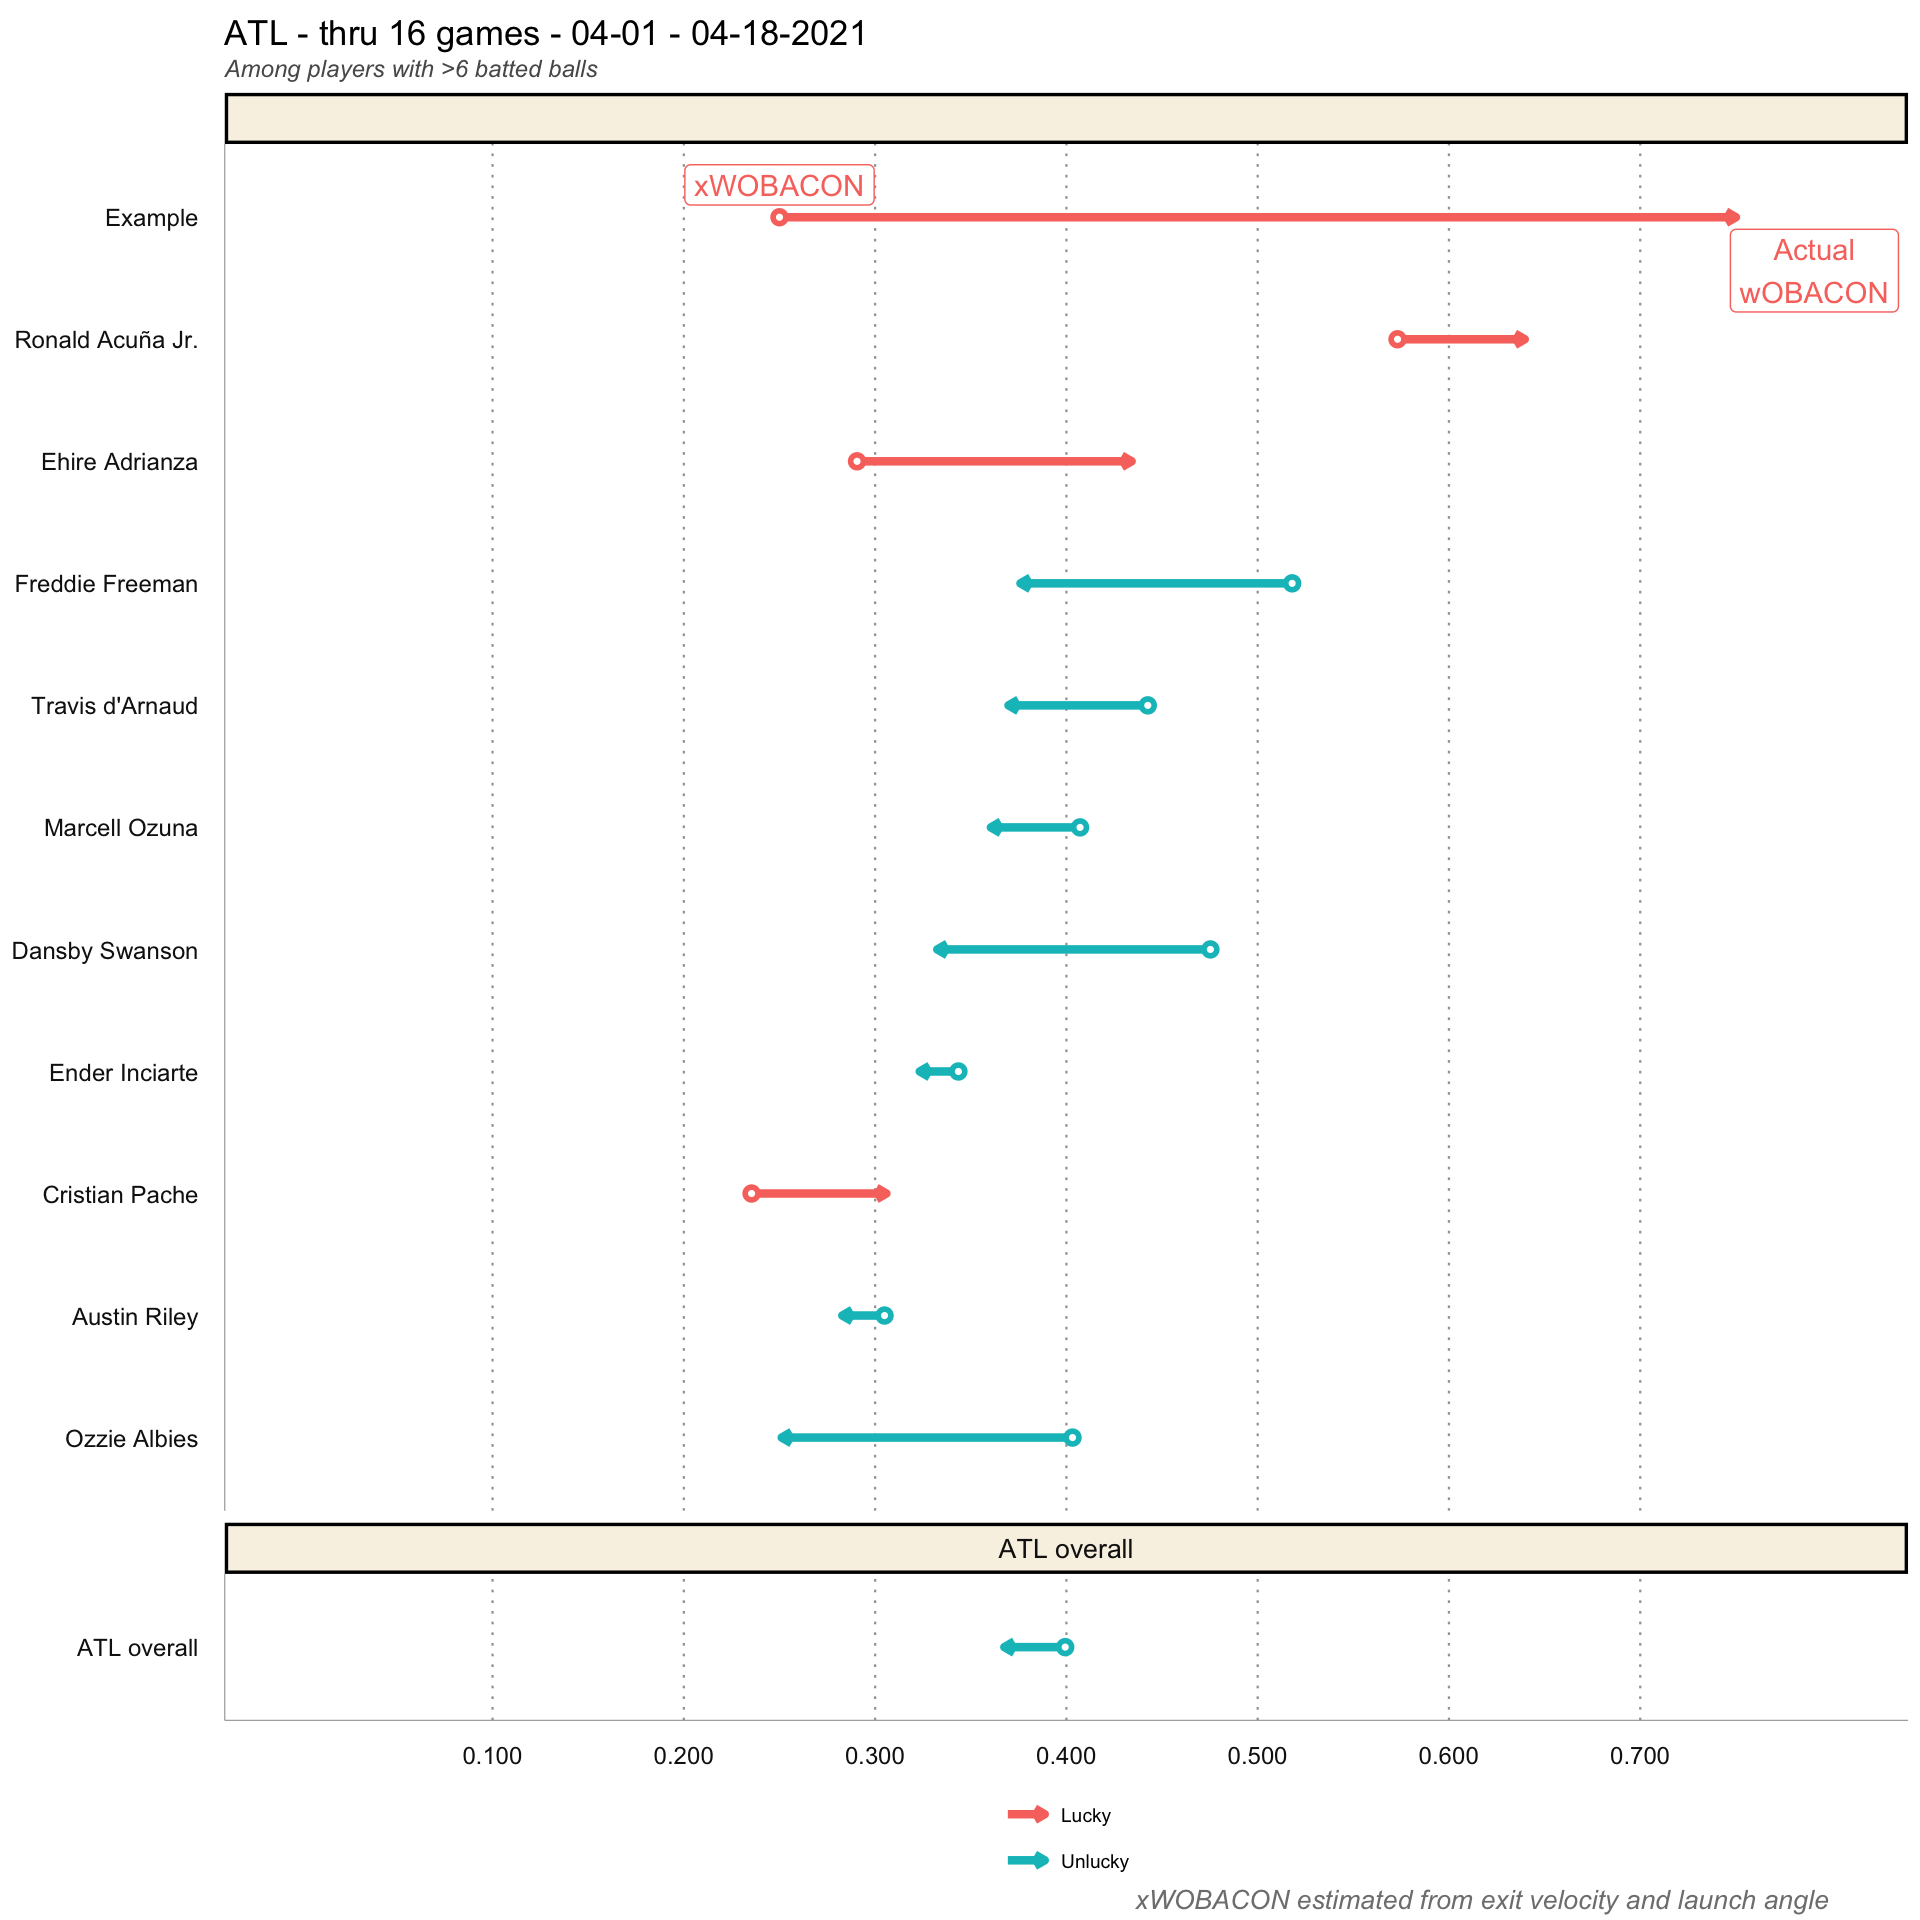 ATL - thru 16 games - 04-01 - 04-18-2021
Among players with >6 batted balls
xWOBACON
Example
Actual
wOBACON
Ronald Acuña Jr.
Ehire Adrianza
Freddie Freeman
Travis d'Arnaud
Marcell Ozuna
Dansby Swanson
Ender Inciarte
Cristian Pache
Austin Riley
Ozzie Albies
ATL overall
ATL overall
0.100 0.200 0.300 0.400 0.500 0.600 0.700
Lucky
Unlucky
xWOBACON estimated from exit velocity and launch angle